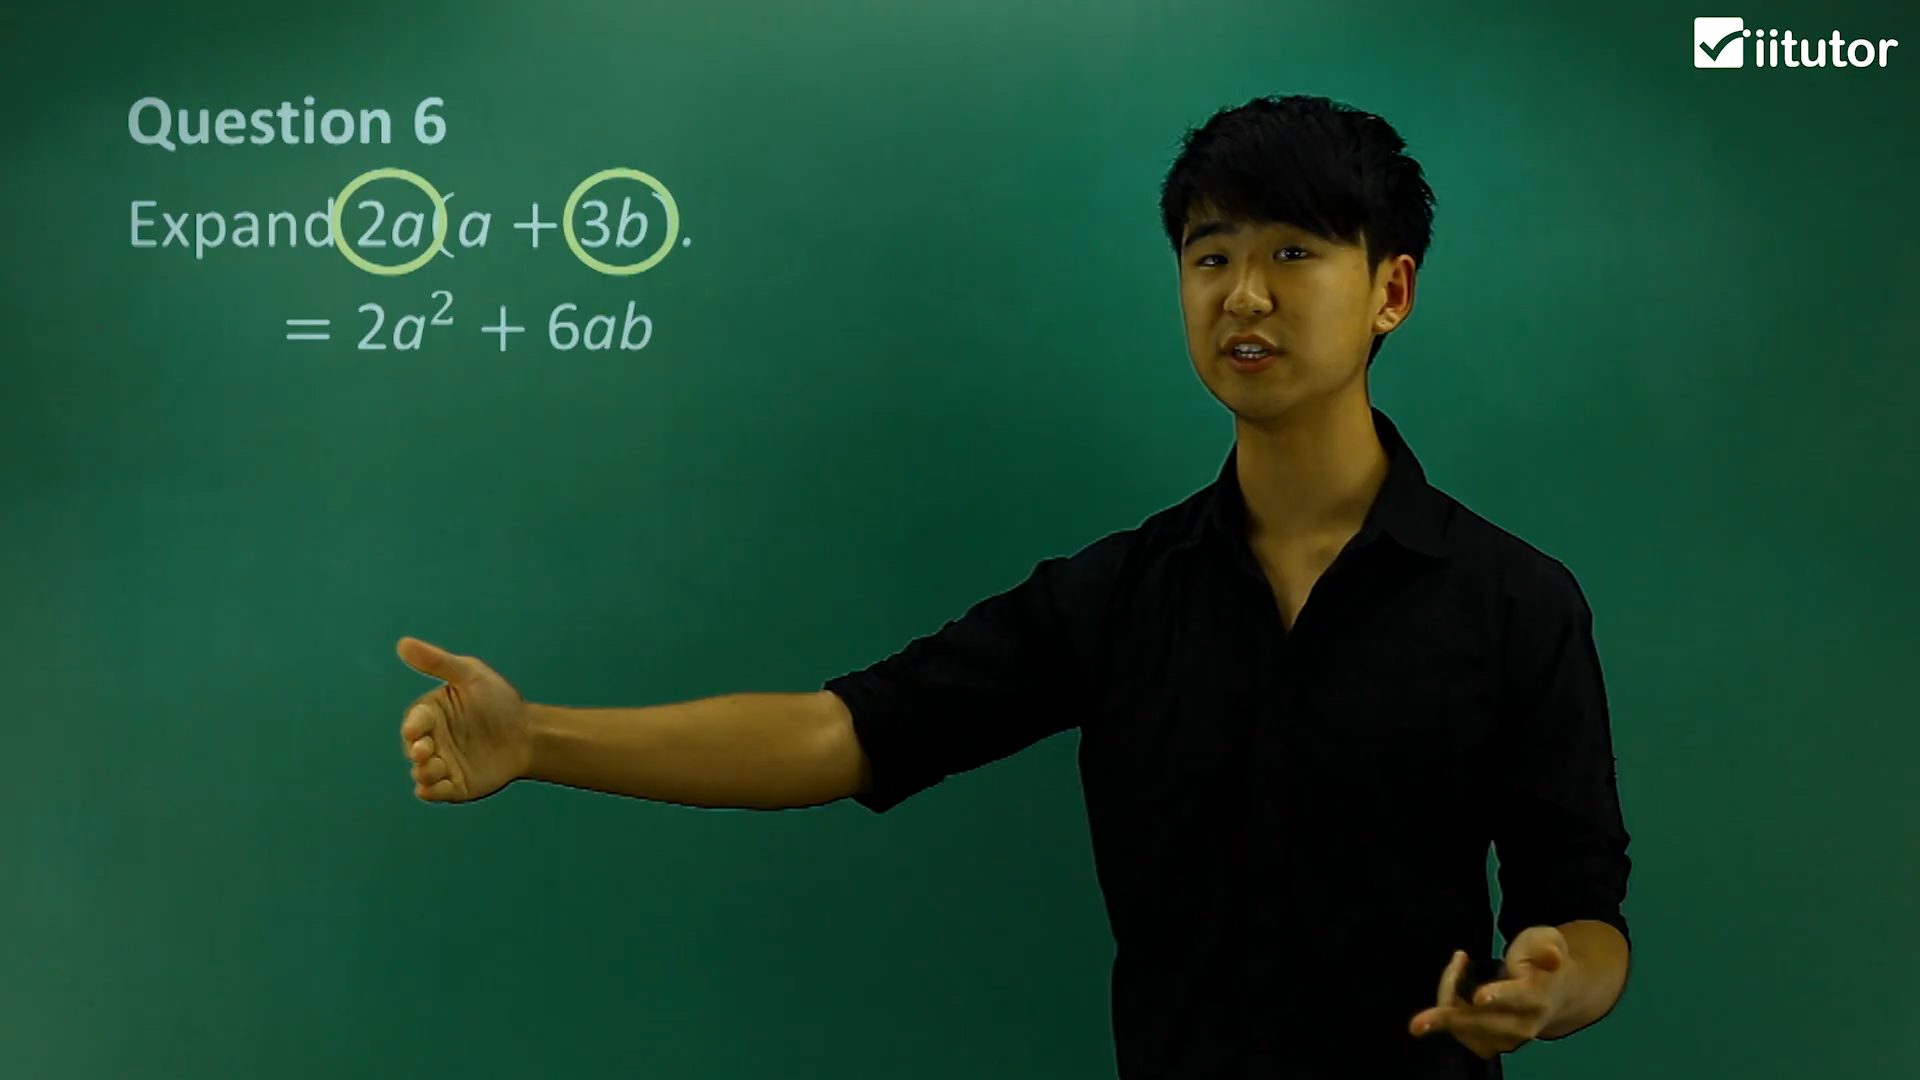 iitutor
Question 6
Expand 2a(a + 3b).
= 2a² + 6ab